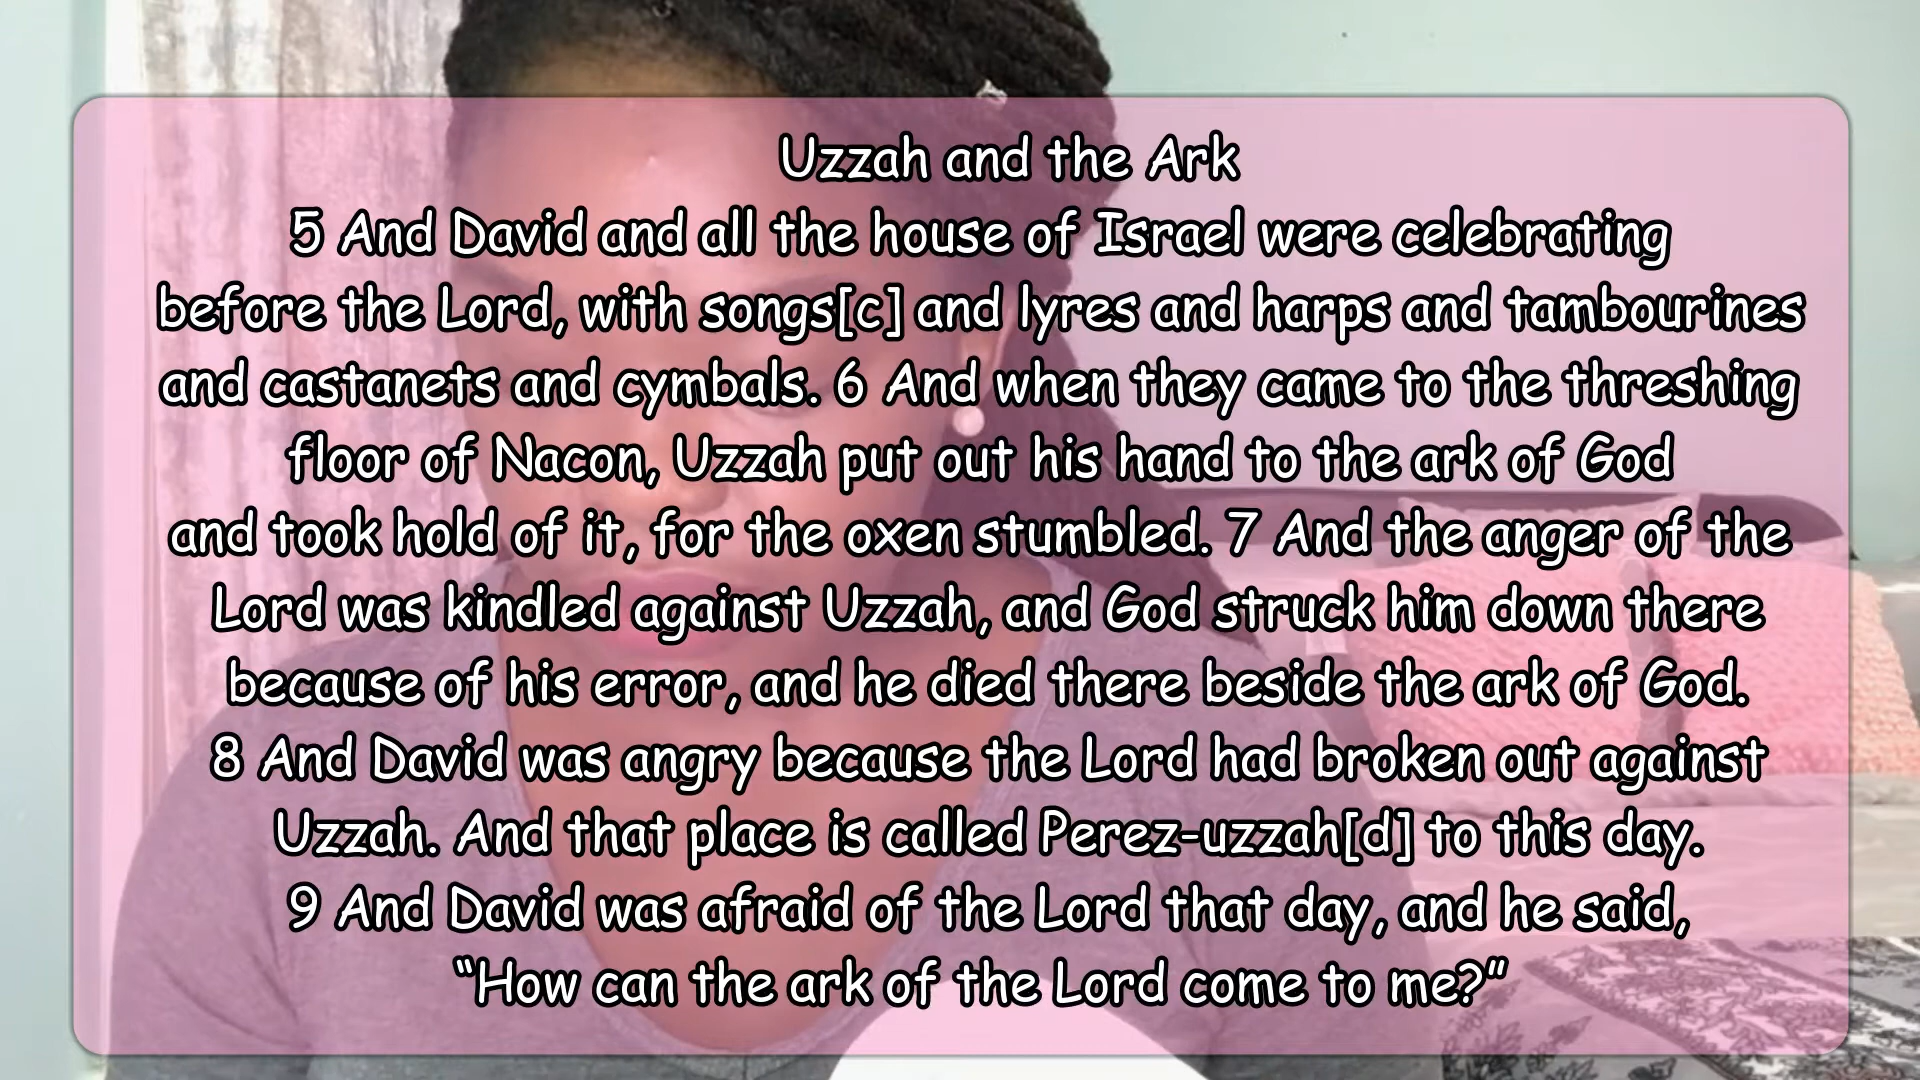 Uzzah and the Ark
5 And David and all the house of Israel were celebrating
before the Lord, with songs[c] and lyres and harps and tambourines
and castanets and cymbals. 6 And when they came to the threshing
floor of Nacon, Uzzah put out his hand to the ark of God
and took hold of it, for the oxen stumbled. 7 And the anger of the
Lord was kindled against Uzzah, and God struck him down there
because of his error, and he died there beside the ark of God.
8 And David was angry because the Lord had broken out against
Uzzah. And that place is called Perez-uzzah[d] to this day.
9 And David was afraid of the Lord that day, and he said,
“How can the ark of the Lord come to me?”